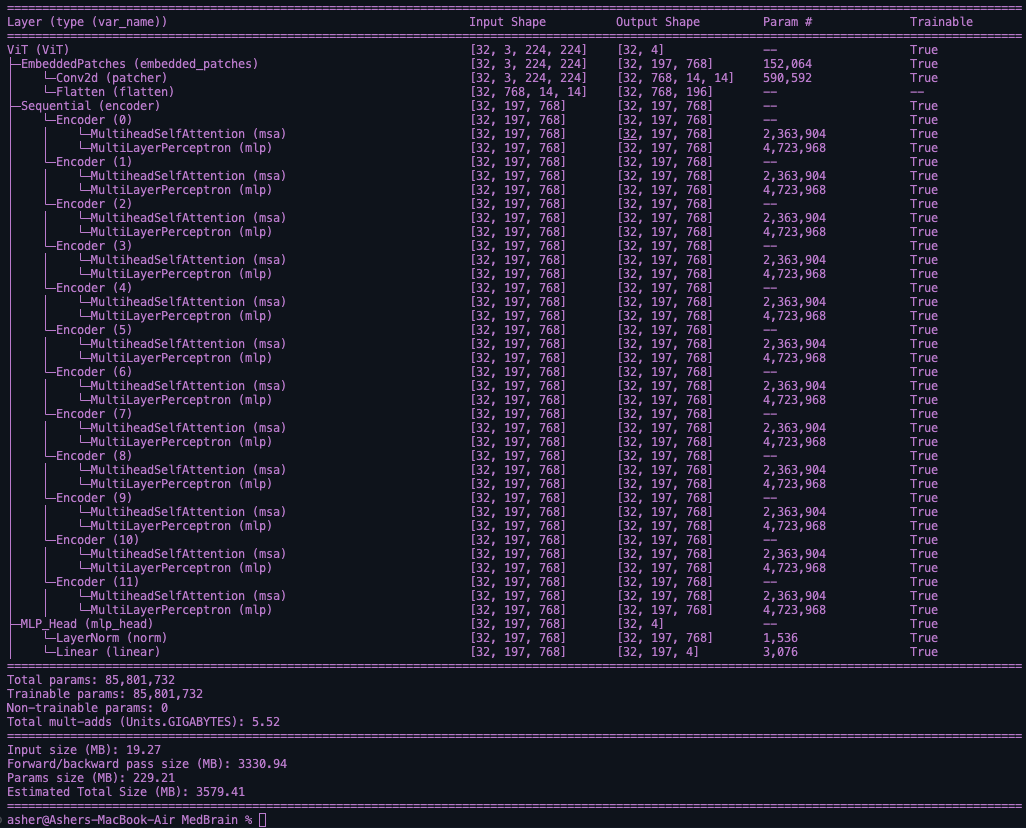 ================================================================================
Layer (type (var_name)) Input Shape Output Shape Param # Trainable
================================================================================
ViT (ViT) [32, 3, 224, 224] [32, 4] -- True
├─EmbeddedPatches (embedded_patches) [32, 3, 224, 224] [32, 197, 768] 152,064 True
│ └─Conv2d (patcher) [32, 3, 224, 224] [32, 768, 14, 14] 590,592 True
│ └─Flatten (flatten) [32, 768, 14, 14] [32, 768, 196] -- --
├─Sequential (encoder) [32, 197, 768] [32, 197, 768] -- True
│ └─Encoder (0) [32, 197, 768] [32, 197, 768] -- True
│ │ └─MultiheadSelfAttention (msa) [32, 197, 768] [32, 197, 768] 2,363,904 True
│ │ └─MultiLayerPerceptron (mlp) [32, 197, 768] [32, 197, 768] 4,723,968 True
│ └─Encoder (1) [32, 197, 768] [32, 197, 768] -- True
│ │ └─MultiheadSelfAttention (msa) [32, 197, 768] [32, 197, 768] 2,363,904 True
│ │ └─MultiLayerPerceptron (mlp) [32, 197, 768] [32, 197, 768] 4,723,968 True
│ └─Encoder (2) [32, 197, 768] [32, 197, 768] -- True
│ │ └─MultiheadSelfAttention (msa) [32, 197, 768] [32, 197, 768] 2,363,904 True
│ │ └─MultiLayerPerceptron (mlp) [32, 197, 768] [32, 197, 768] 4,723,968 True
│ └─Encoder (3) [32, 197, 768] [32, 197, 768] -- True
│ │ └─MultiheadSelfAttention (msa) [32, 197, 768] [32, 197, 768] 2,363,904 True
│ │ └─MultiLayerPerceptron (mlp) [32, 197, 768] [32, 197, 768] 4,723,968 True
│ └─Encoder (4) [32, 197, 768] [32, 197, 768] -- True
│ │ └─MultiheadSelfAttention (msa) [32, 197, 768] [32, 197, 768] 2,363,904 True
│ │ └─MultiLayerPerceptron (mlp) [32, 197, 768] [32, 197, 768] 4,723,968 True
│ └─Encoder (5) [32, 197, 768] [32, 197, 768] -- True
│ │ └─MultiheadSelfAttention (msa) [32, 197, 768] [32, 197, 768] 2,363,904 True
│ │ └─MultiLayerPerceptron (mlp) [32, 197, 768] [32, 197, 768] 4,723,968 True
│ └─Encoder (6) [32, 197, 768] [32, 197, 768] -- True
│ │ └─MultiheadSelfAttention (msa) [32, 197, 768] [32, 197, 768] 2,363,904 True
│ │ └─MultiLayerPerceptron (mlp) [32, 197, 768] [32, 197, 768] 4,723,968 True
│ └─Encoder (7) [32, 197, 768] [32, 197, 768] -- True
│ │ └─MultiheadSelfAttention (msa) [32, 197, 768] [32, 197, 768] 2,363,904 True
│ │ └─MultiLayerPerceptron (mlp) [32, 197, 768] [32, 197, 768] 4,723,968 True
│ └─Encoder (8) [32, 197, 768] [32, 197, 768] -- True
│ │ └─MultiheadSelfAttention (msa) [32, 197, 768] [32, 197, 768] 2,363,904 True
│ │ └─MultiLayerPerceptron (mlp) [32, 197, 768] [32, 197, 768] 4,723,968 True
│ └─Encoder (9) [32, 197, 768] [32, 197, 768] -- True
│ │ └─MultiheadSelfAttention (msa) [32, 197, 768] [32, 197, 768] 2,363,904 True
│ │ └─MultiLayerPerceptron (mlp) [32, 197, 768] [32, 197, 768] 4,723,968 True
│ └─Encoder (10) [32, 197, 768] [32, 197, 768] -- True
│ │ └─MultiheadSelfAttention (msa) [32, 197, 768] [32, 197, 768] 2,363,904 True
│ │ └─MultiLayerPerceptron (mlp) [32, 197, 768] [32, 197, 768] 4,723,968 True
│ └─Encoder (11) [32, 197, 768] [32, 197, 768] -- True
│ │ └─MultiheadSelfAttention (msa) [32, 197, 768] [32, 197, 768] 2,363,904 True
│ │ └─MultiLayerPerceptron (mlp) [32, 197, 768] [32, 197, 768] 4,723,968 True
├─MLP_Head (mlp_head) [32, 197, 768] [32, 4] -- True
│ └─LayerNorm (norm) [32, 197, 768] [32, 197, 768] 1,536 True
│ └─Linear (linear) [32, 197, 768] [32, 197, 4] 3,076 True
================================================================================
Total params: 85,801,732
Trainable params: 85,801,732
Non-trainable params: 0
Total mult-adds (Units.GIGABYTES): 5.52
================================================================================
Input size (MB): 19.27
Forward/backward pass size (MB): 3330.94
Params size (MB): 229.21
Estimated Total Size (MB): 3579.41
================================================================================
asher@Ashers-MacBook-Air MedBrain %